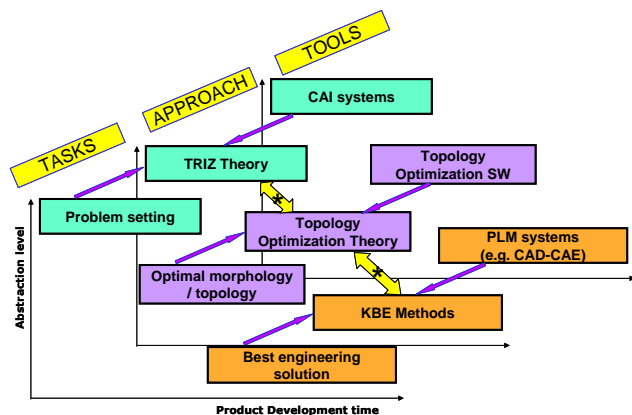 TOOLS
APPROACH
TASKS
CAI systems
TRIZ Theory
Topology
Optimization SW
Problem setting
*
Topology
Optimization Theory
PLM systems
(e.g. CAD-CAE)
Optimal morphology
/ topology
*
KBE Methods
Best engineering
solution
Abstraction level
Product Development time